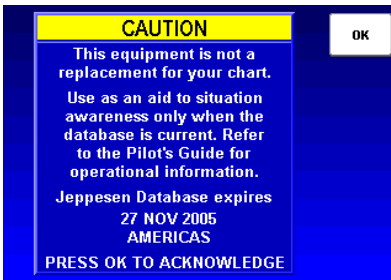 CAUTION
OK
This equipment is not a
replacement for your chart.
Use as an aid to situation
awareness only when the
database is current. Refer
to the Pilot's Guide for
operational information.
Jeppesen Database expires
27 NOV 2005
AMERICAS
PRESS OK TO ACKNOWLEDGE